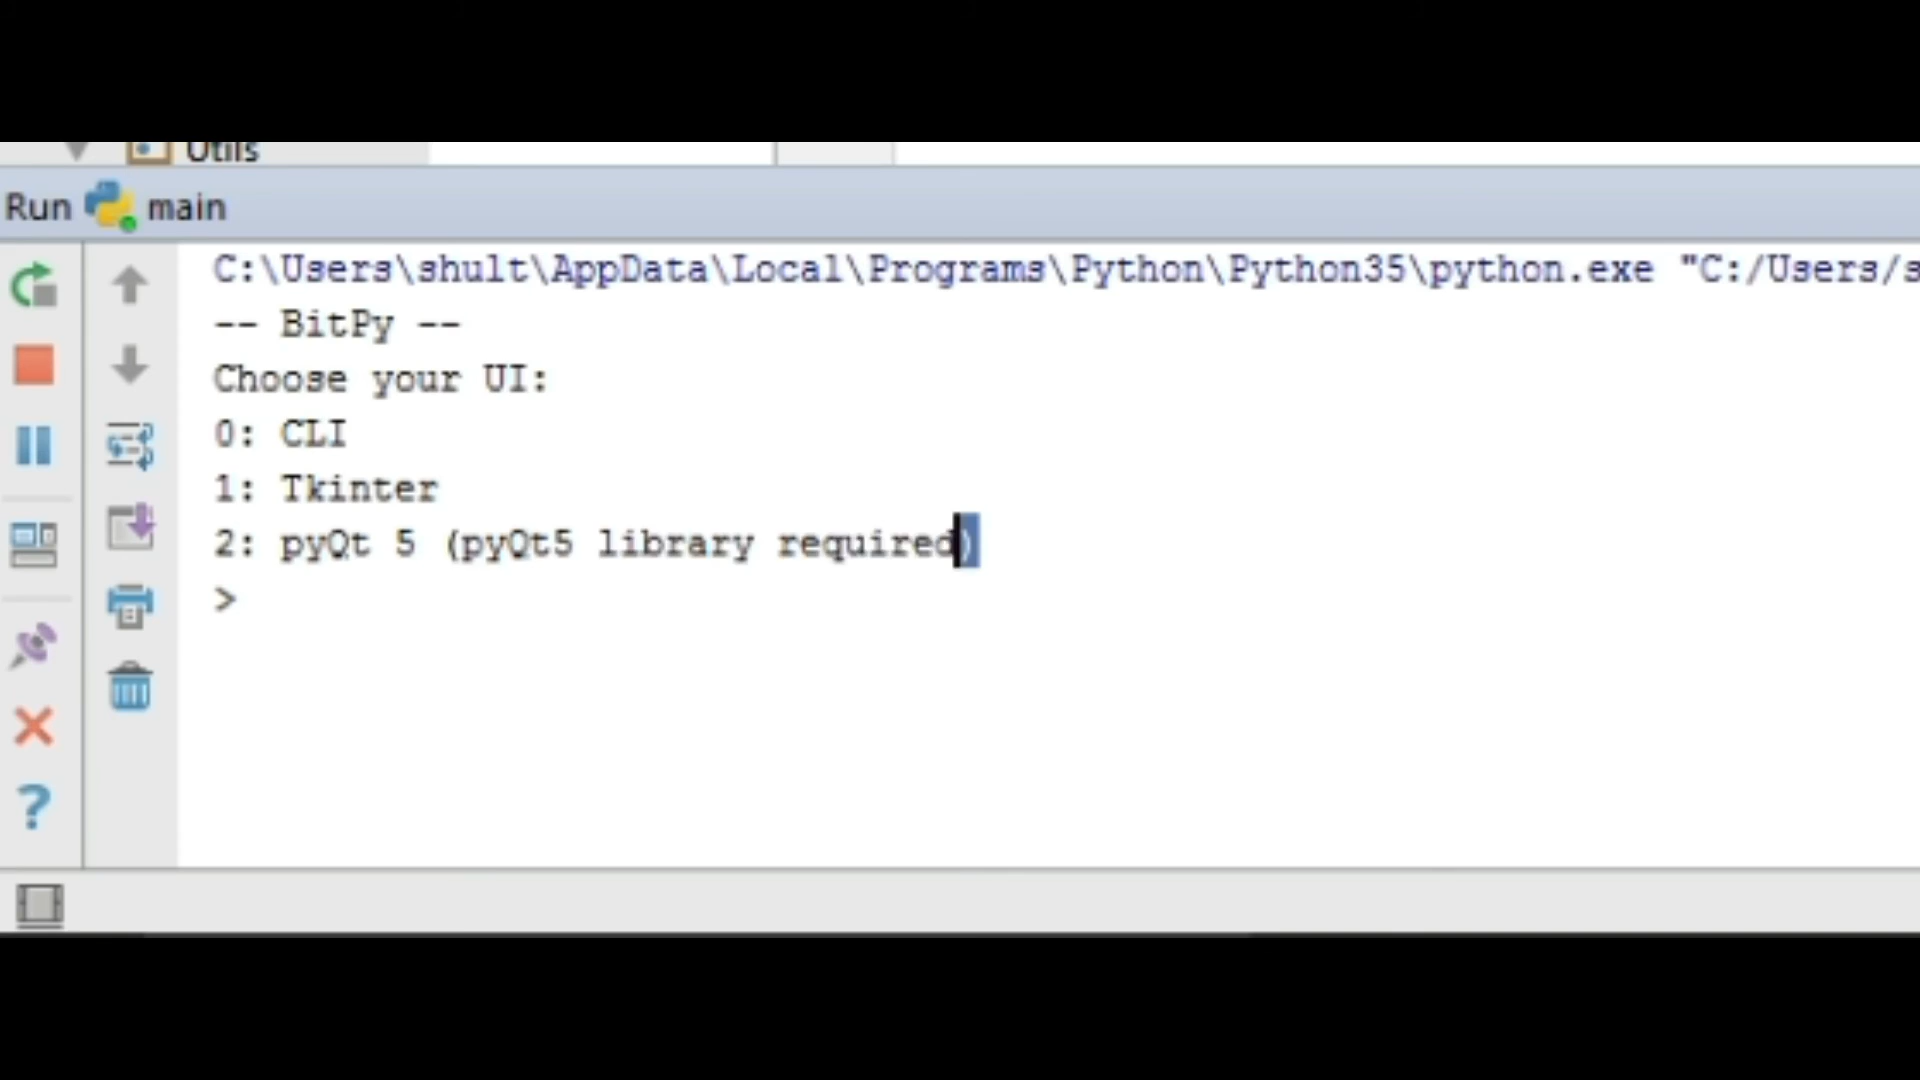 Utils
Run main
C:\Users\shult\AppData\Local\Programs\Python\Python35\python.exe "C:/Users/s
-- BitPy --
Choose your UI:
0: CLI
1: Tkinter
2: pyQt 5 (pyQt5 library required)
>